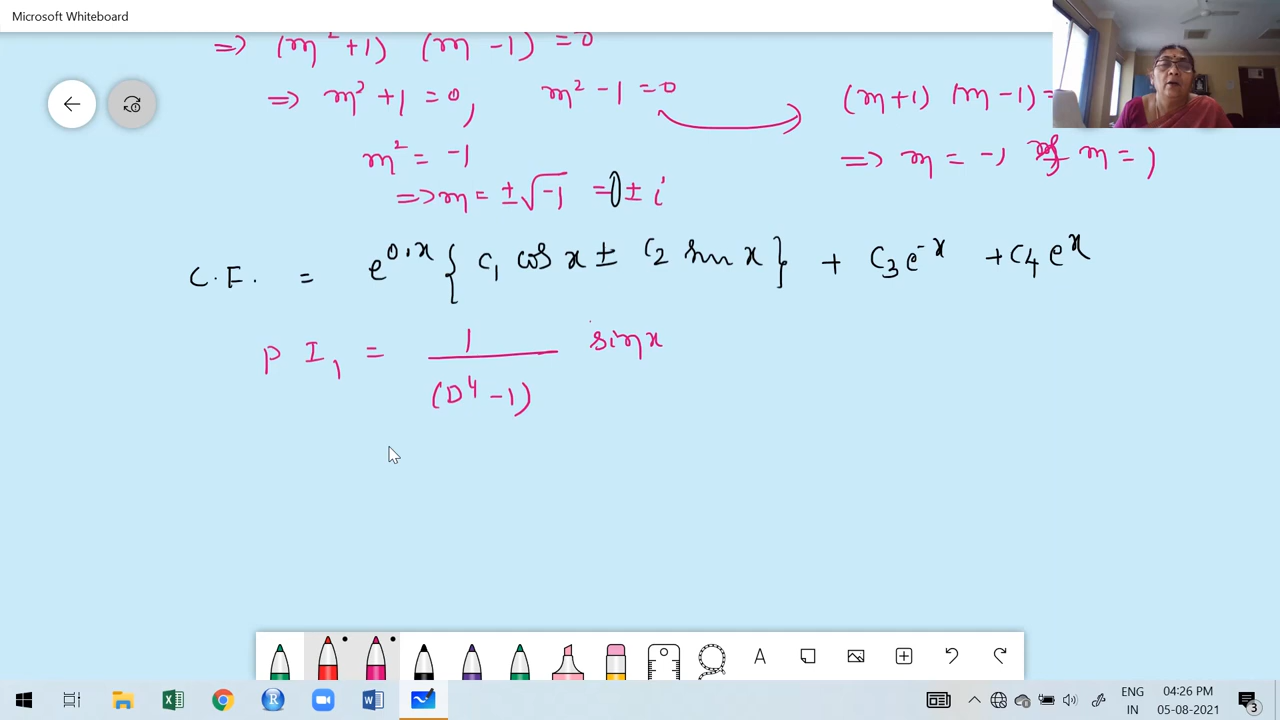 Microsoft Whiteboard
=> (m²+1) (m -1) =0
=> m²+1=0, m²-1=0 (m+1) (m-1)=
m² = -1 => m = -1 m = 1
=> m = ±√-1 = 0 ± i
C.F. = e^{0.x} { C₁ cos x ± C₂ sin x } + C₃e^{-x} + C₄e^{x}
P I₁ = 1/(D⁴-1) sin x
A
ENG 04:26 PM
IN 05-08-2021 3